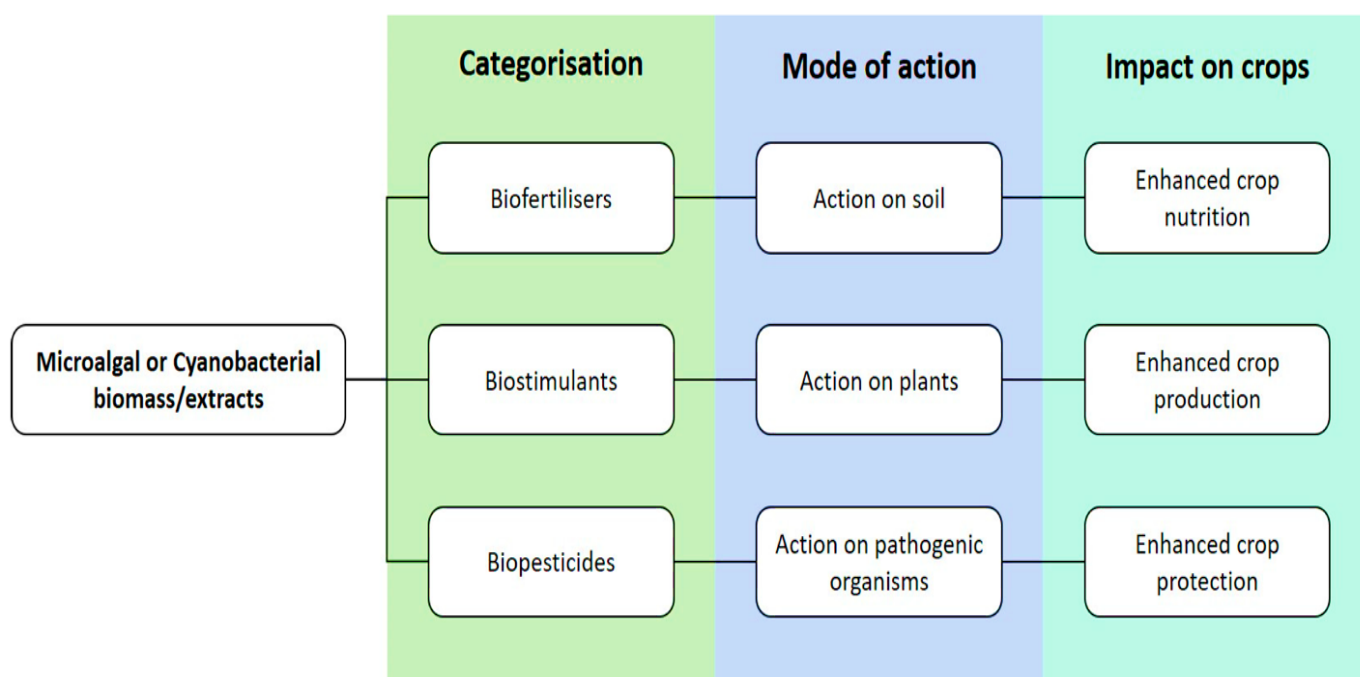 Categorisation
Mode of action
Impact on crops
Biofertilisers
Action on soil
Enhanced crop
nutrition
Microalgal or Cyanobacterial
biomass/extracts
Biostimulants
Action on plants
Enhanced crop
production
Biopesticides
Action on pathogenic
organisms
Enhanced crop
protection